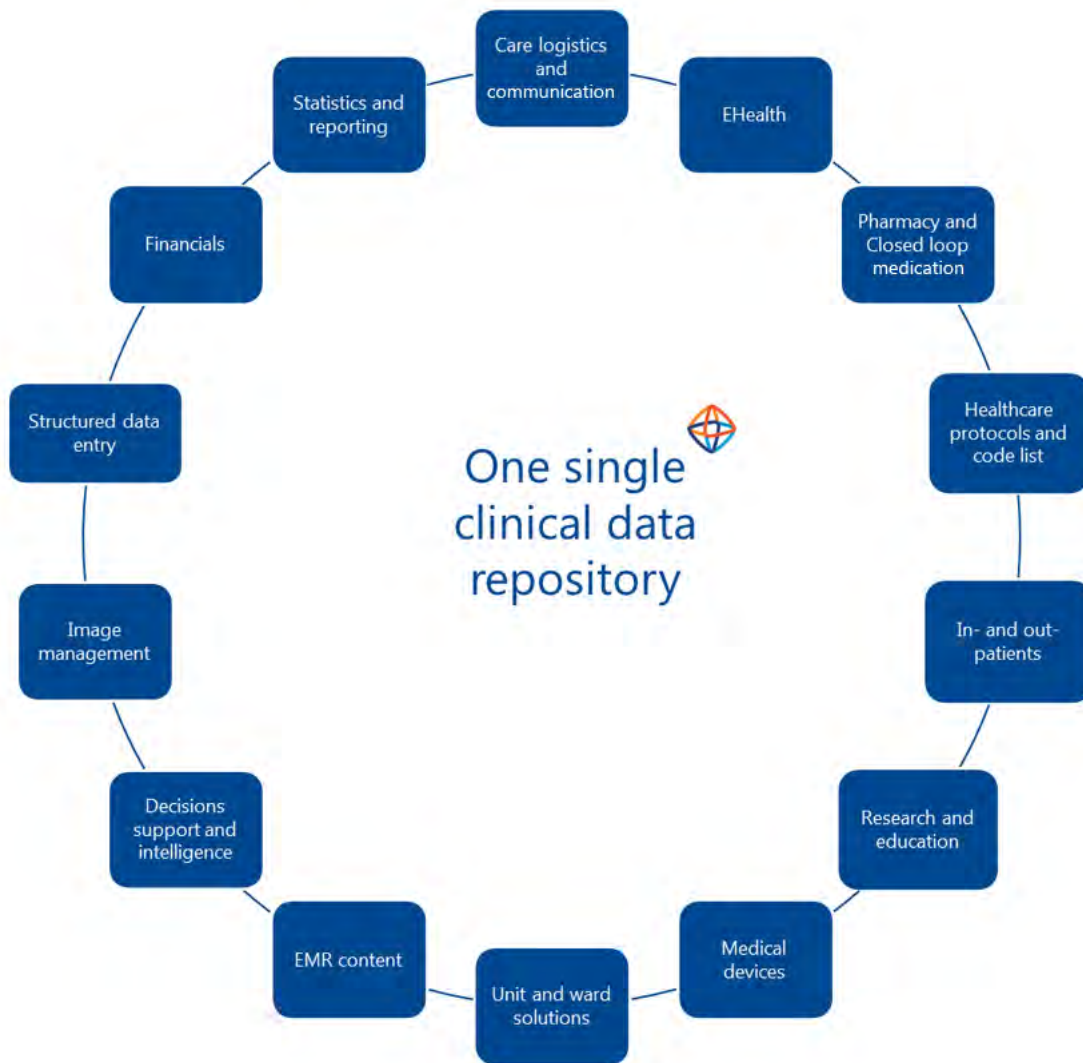 Care logistics
and
communication
EHealth
Pharmacy and
Closed loop
medication
Healthcare
protocols and
code list
In- and out-
patients
Research and
education
Medical
devices
Unit and ward
solutions
EMR content
Decisions
support and
intelligence
Image
management
Structured data
entry
Financials
Statistics and
reporting
One single
clinical data
repository